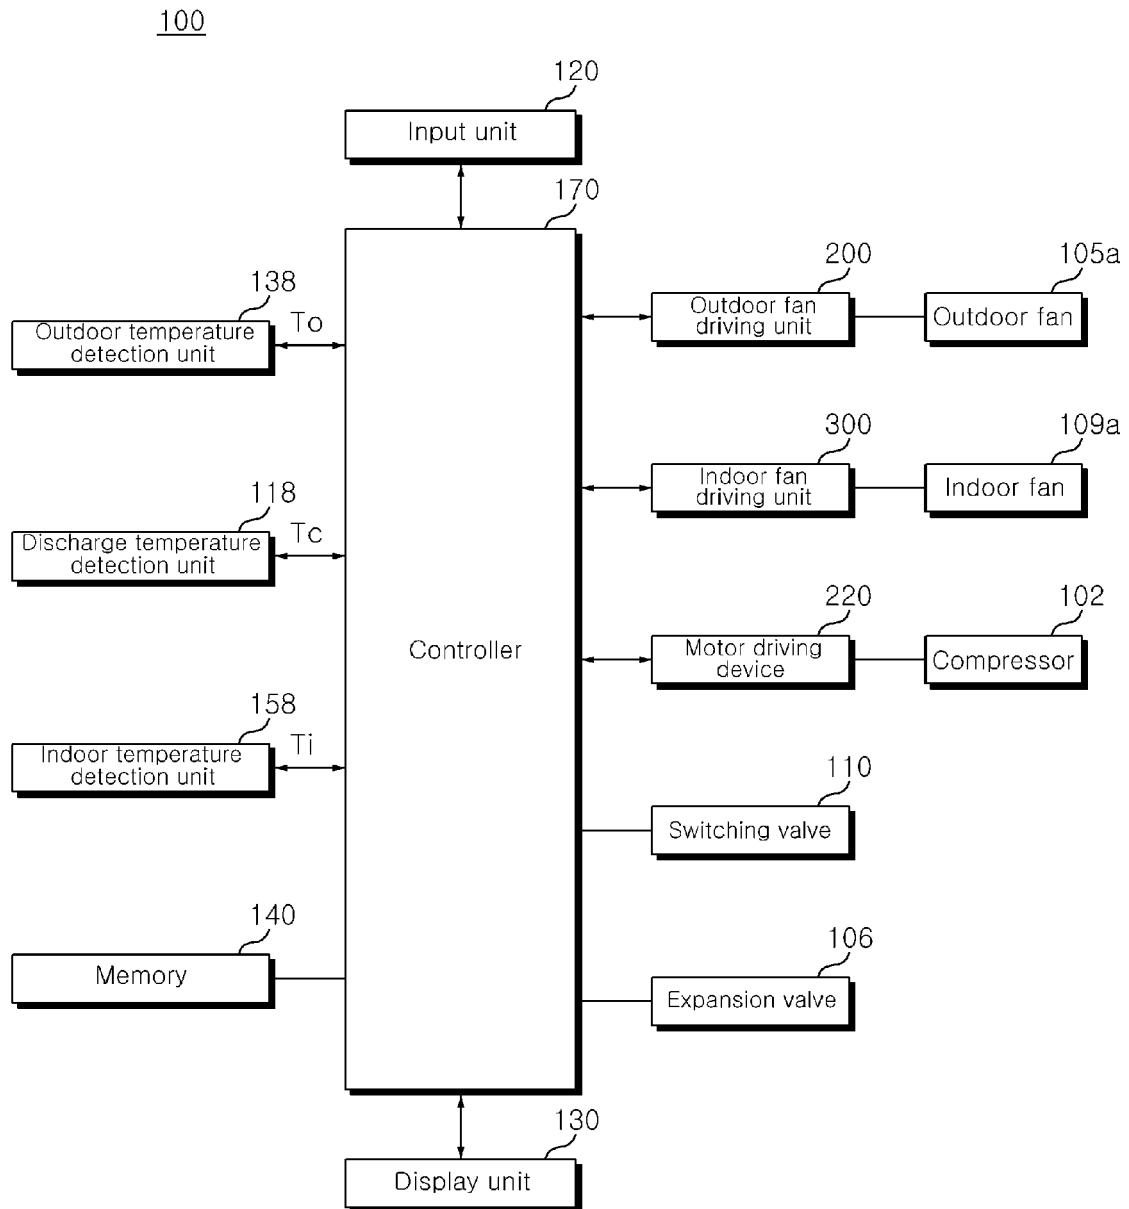 100
120
Input unit
170
138
Outdoor temperature
detection unit
To
200
Outdoor fan
driving unit
105a
Outdoor fan
118
Discharge temperature
detection unit
Tc
300
Indoor fan
driving unit
109a
Indoor fan
Controller
220
Motor driving
device
102
Compressor
158
Indoor temperature
detection unit
Ti
110
Switching valve
140
Memory
106
Expansion valve
130
Display unit